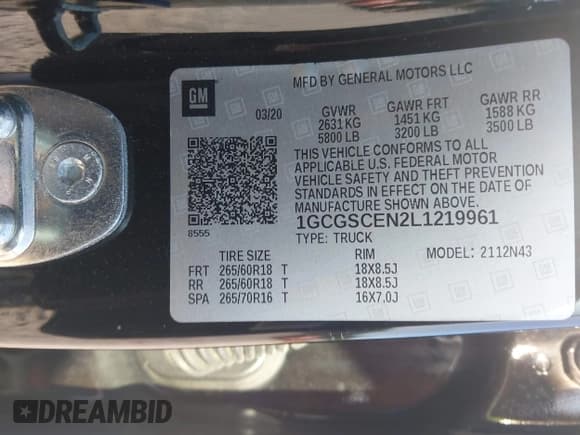 GM
MFD BY GENERAL MOTORS LLC
03/20 GVWR GAWR FRT GAWR RR
2631 KG 1451 KG 1588 KG
5800 LB 3200 LB 3500 LB
THIS VEHICLE CONFORMS TO ALL
APPLICABLE U.S. FEDERAL MOTOR
VEHICLE SAFETY AND THEFT PREVENTION
STANDARDS IN EFFECT ON THE DATE OF
MANUFACTURE SHOWN ABOVE.
8555 1GCGSCEN2L1219961
TYPE: TRUCK MODEL: 2112N43
TIRE SIZE RIM
FRT 265/60R18 T 18X8.5J
RR 265/60R18 T 18X8.5J
SPA 265/70R16 T 16X7.0J
DREAMBID